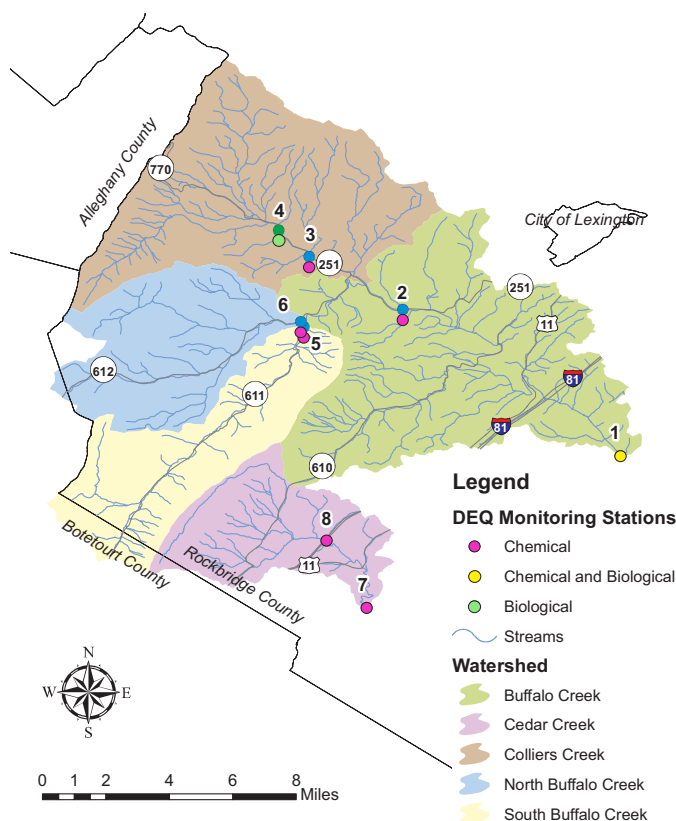 Alleghany County
770
4
3
City of Lexington
251
2
251
6
11
5
612
81
611
81
1
610
Legend
DEQ Monitoring Stations
8
Chemical
Botetourt County
Rockbridge County
11
Chemical and Biological
7
Biological
Streams
N
Watershed
W E
Buffalo Creek
S
Cedar Creek
Colliers Creek
0 1 2 4 6 8
North Buffalo Creek
Miles
South Buffalo Creek